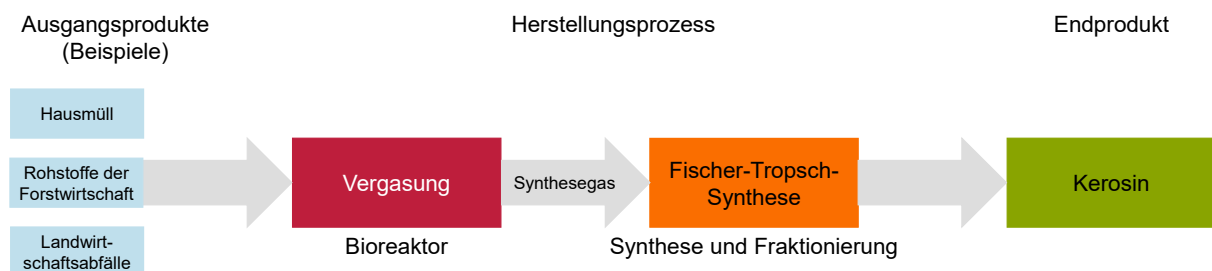 Ausgangsprodukte
(Beispiele)
Herstellungsprozess
Endprodukt
Hausmüll
Rohstoffe der
Forstwirtschaft
Landwirt-
schaftsabfälle
Vergasung
Bioreaktor
Synthesegas
Fischer-Tropsch-
Synthese
Synthese und Fraktionierung
Kerosin